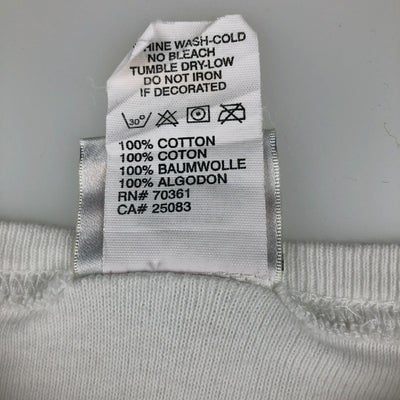 HINE WASH-COLD
NO BLEACH
TUMBLE DRY-LOW
DO NOT IRON
IF DECORATED
30°
100% COTTON
100% COTON
100% BAUMWOLLE
100% ALGODON
RN# 70361
CA# 25083